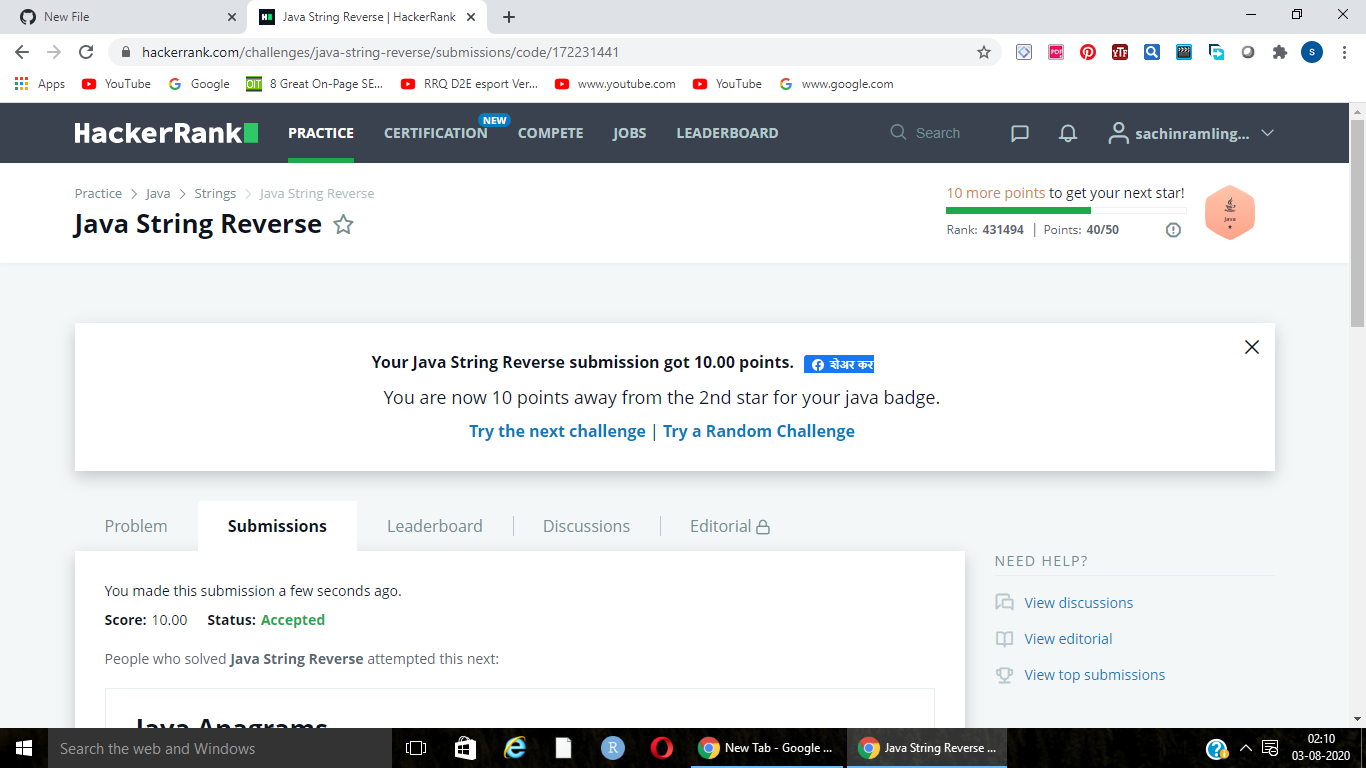 New File
Java String Reverse | HackerRank
hackerrank.com/challenges/java-string-reverse/submissions/code/172231441
Apps YouTube Google 8 Great On-Page SE... RRQ D2E esport Ver... www.youtube.com YouTube www.google.com
HackerRank PRACTICE CERTIFICATION NEW COMPETE JOBS LEADERBOARD Search sachinramling...
Practice > Java > Strings > Java String Reverse
Java String Reverse
10 more points to get your next star!
Rank: 431494 | Points: 40/50
Java
Your Java String Reverse submission got 10.00 points. शेअर कर
You are now 10 points away from the 2nd star for your java badge.
Try the next challenge | Try a Random Challenge
Problem Submissions Leaderboard Discussions Editorial
You made this submission a few seconds ago.
Score: 10.00 Status: Accepted
People who solved Java String Reverse attempted this next:
Java Anagrams
NEED HELP?
View discussions
View editorial
View top submissions
Search the web and Windows
New Tab - Google ...
Java String Reverse ...
02:10
03-08-2020